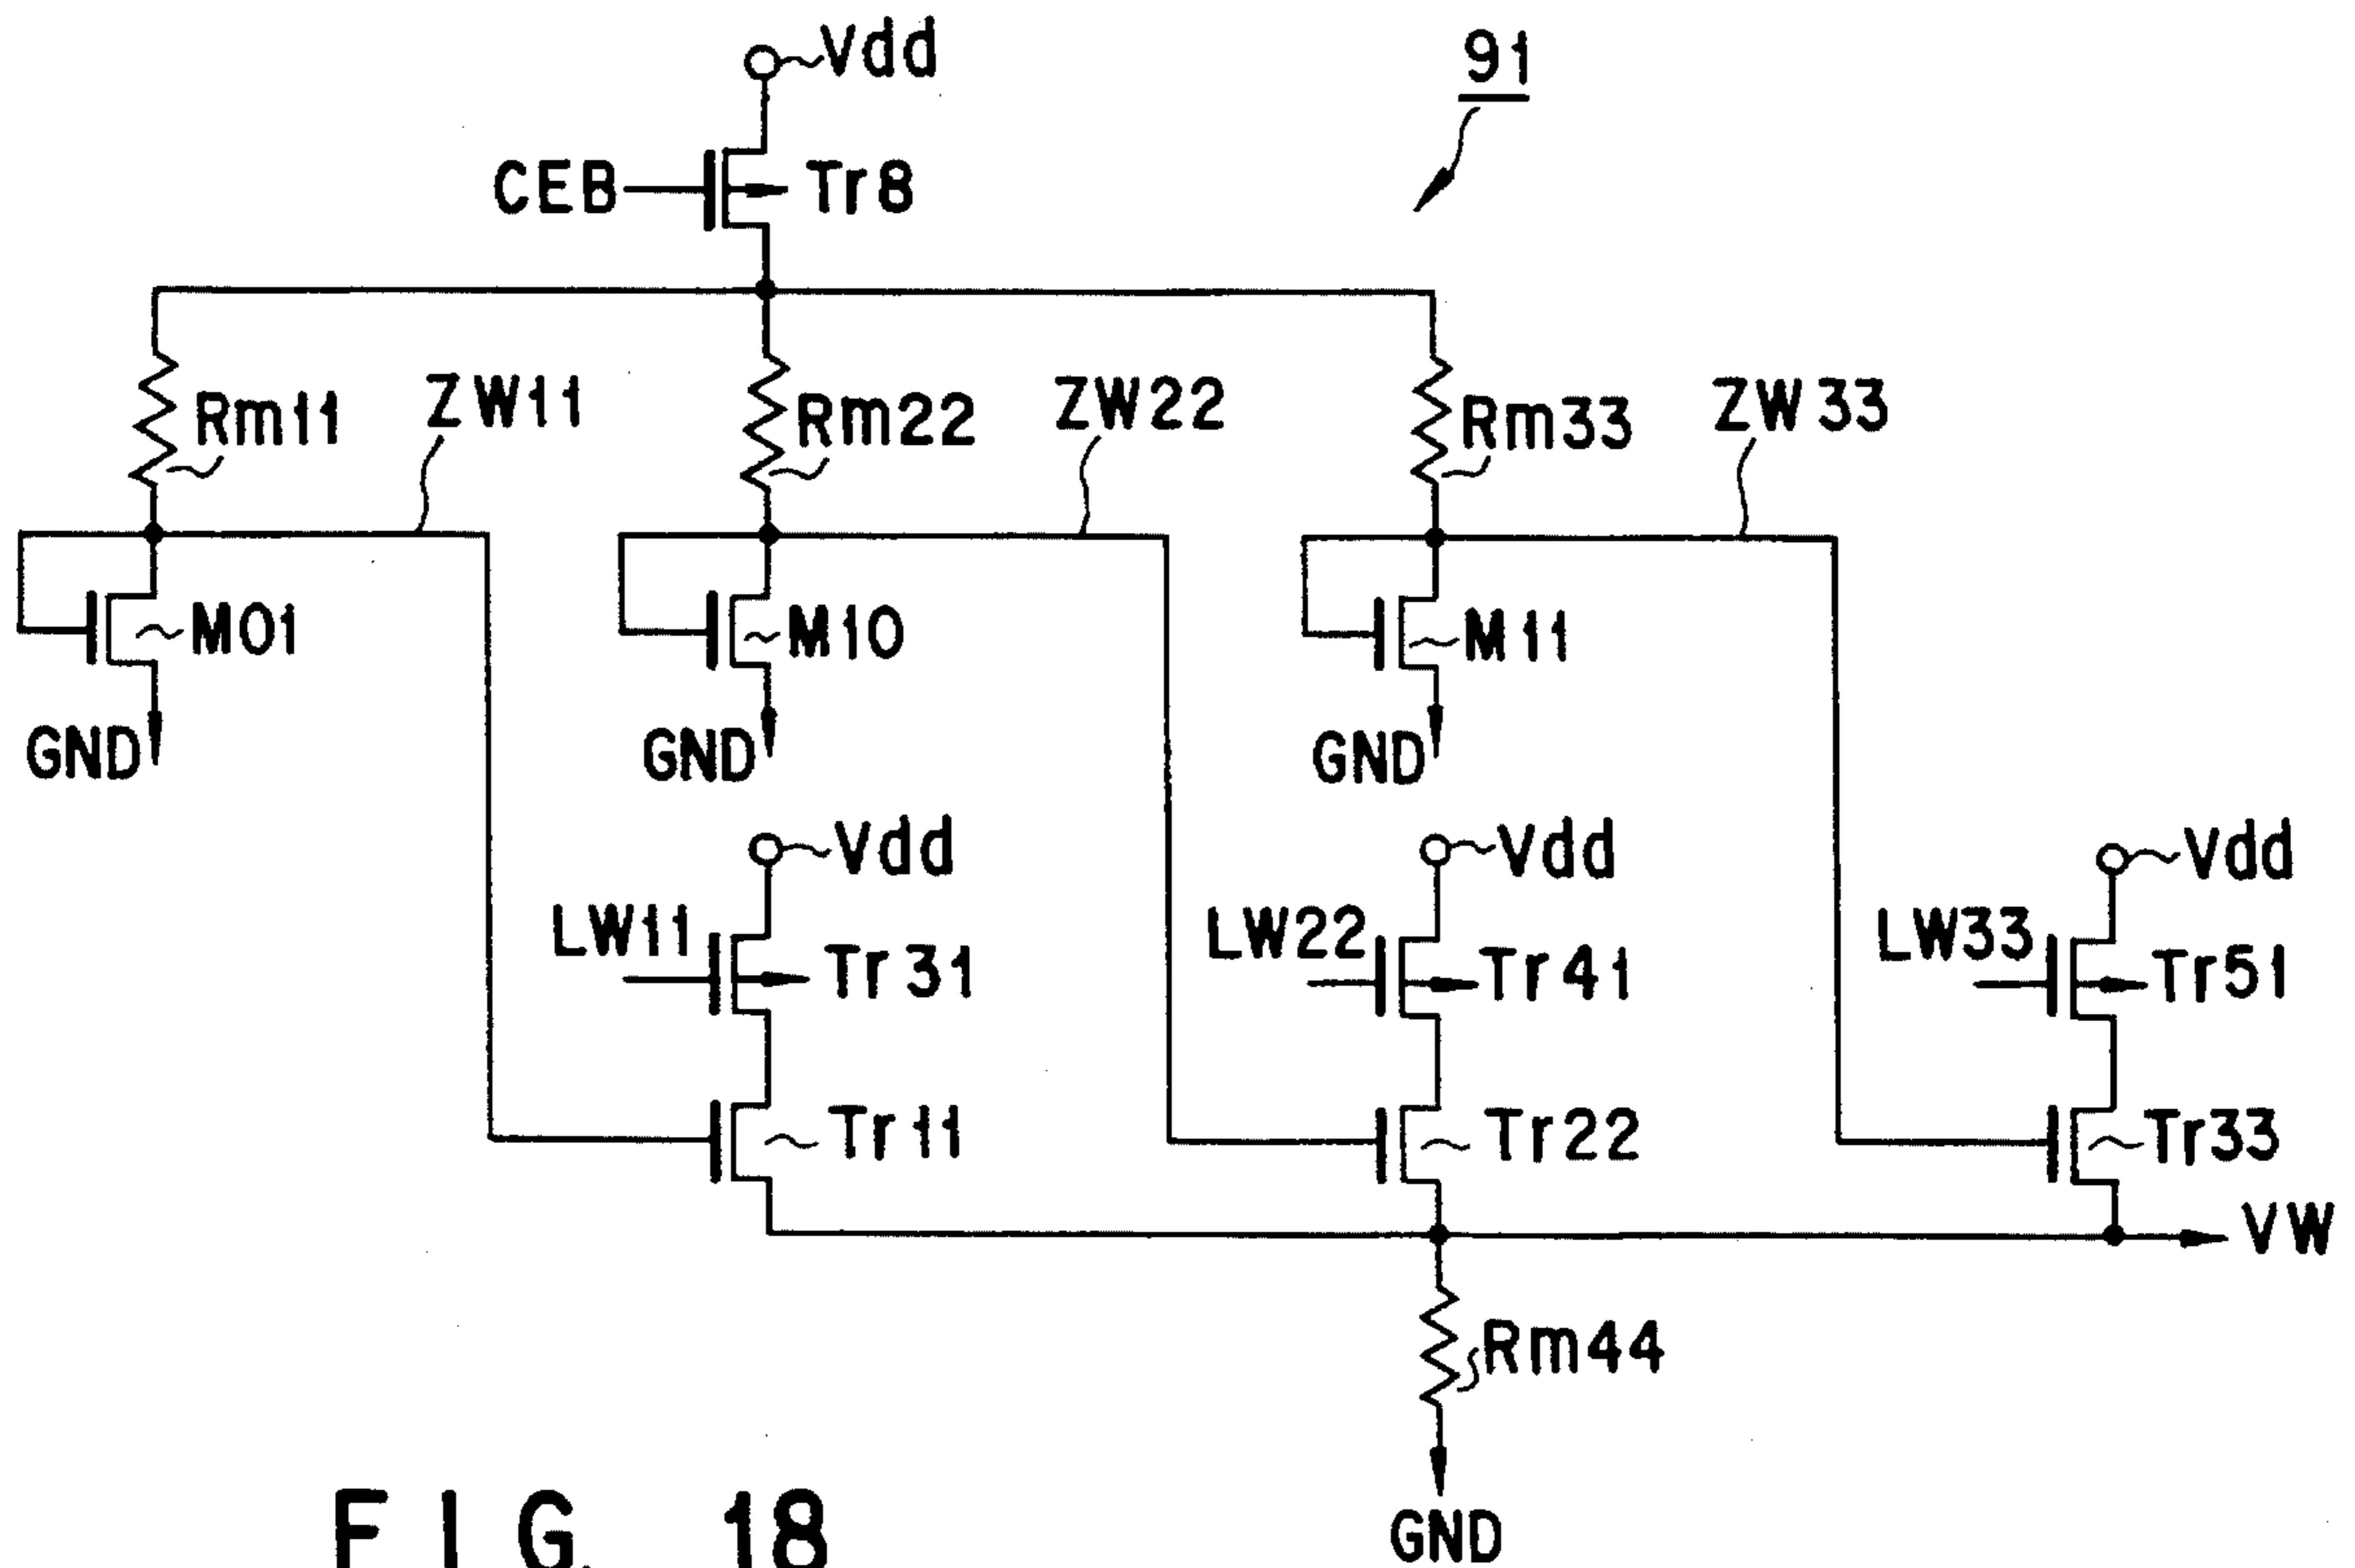 Vdd
91
CEB
Tr8
Rm11
ZW11
Rm22
ZW22
Rm33
ZW33
M01
M10
M11
GND
GND
GND
Vdd
Vdd
Vdd
LW11
Tr31
LW22
Tr41
LW33
Tr51
Tr11
Tr22
Tr33
VW
Rm44
GND
FIG. 18